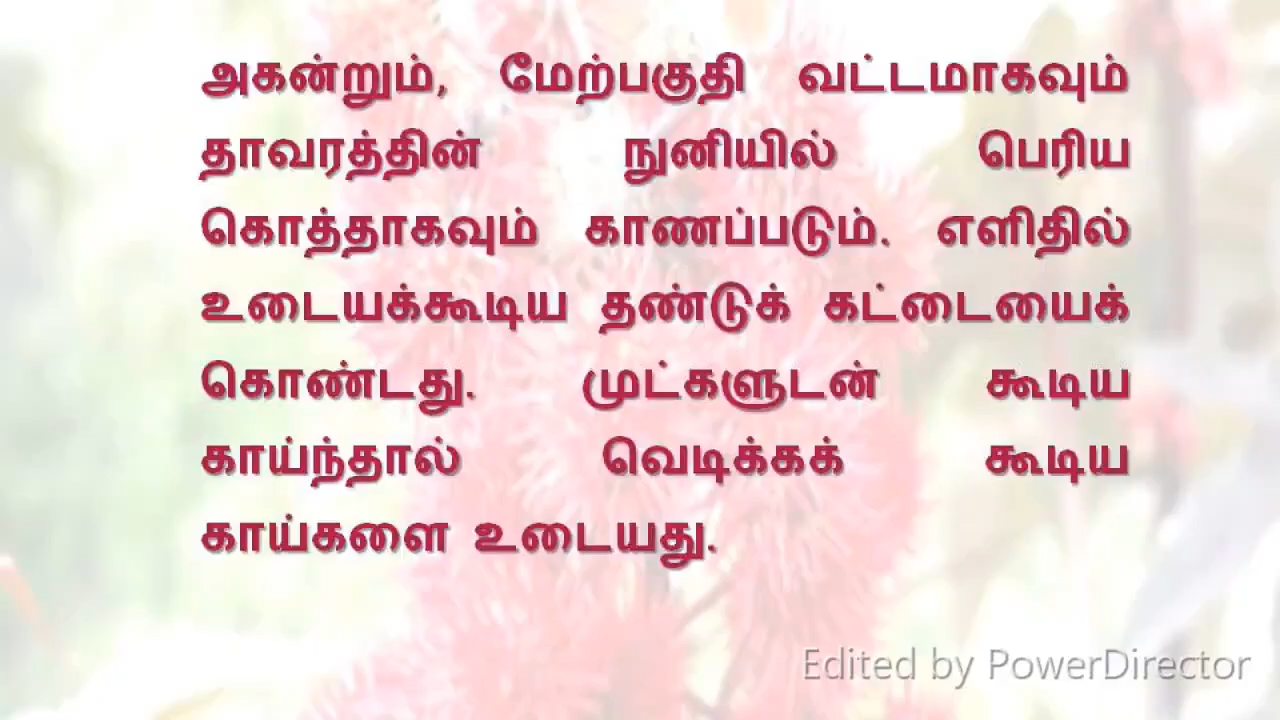 அகன்றும், மேற்பகுதி வட்டமாகவும்
தாவரத்தின் நுனியில் பெரிய
கொத்தாகவும் காணப்படும். எளிதில்
உடையக்கூடிய தண்டுக் கட்டையைக்
கொண்டது. முட்களுடன் கூடிய
காய்ந்தால் வெடிக்கக் கூடிய
காய்களை உடையது.
Edited by PowerDirector